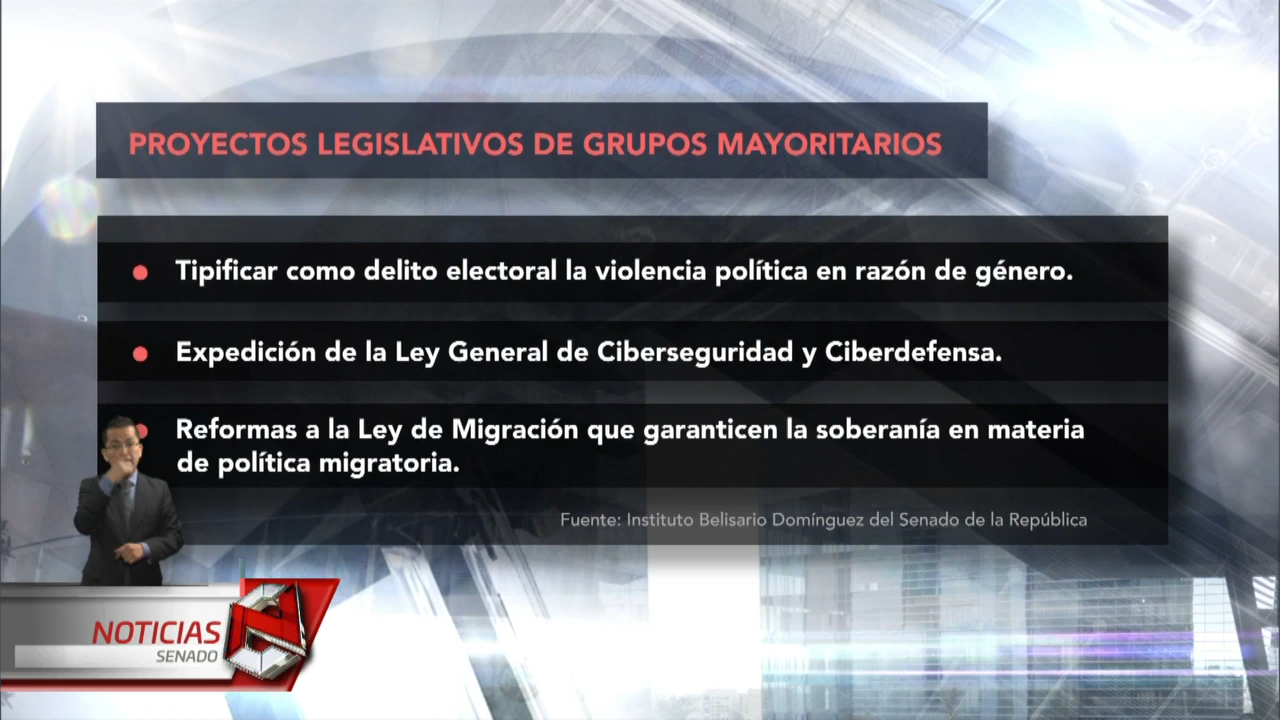 PROYECTOS LEGISLATIVOS DE GRUPOS MAYORITARIOS
Tipificar como delito electoral la violencia política en razón de género.
Expedición de la Ley General de Ciberseguridad y Ciberdefensa.
Reformas a la Ley de Migración que garanticen la soberanía en materia
de política migratoria.
Fuente: Instituto Belisario Domínguez del Senado de la República
NOTICIAS
SENADO